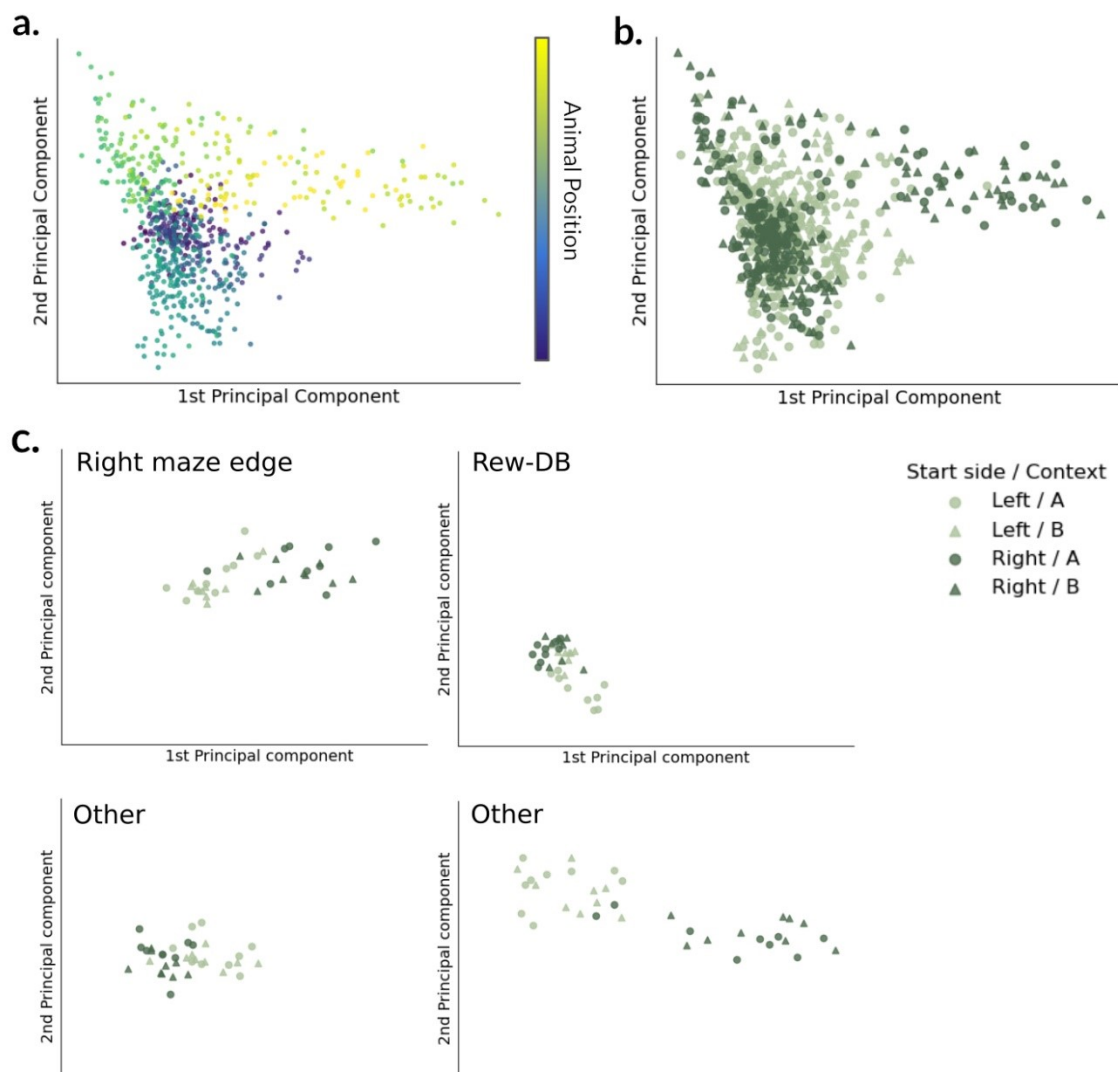 a.
2nd Principal Component
1st Principal Component
Animal Position
b.
2nd Principal Component
1st Principal Component
c.
Right maze edge
2nd Principal component
1st Principal component
Rew-DB
2nd Principal component
1st Principal component
Start side / Context
Left / A
Left / B
Right / A
Right / B
Other
2nd Principal component
Other
2nd Principal component